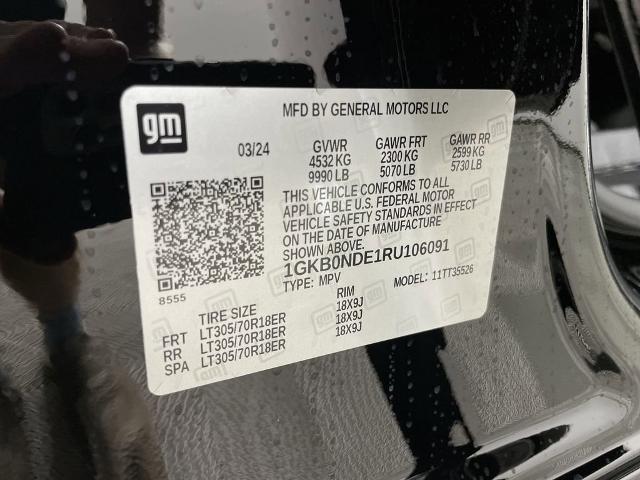 gm
MFD BY GENERAL MOTORS LLC
03/24
GVWR GAWR FRT GAWR RR
4532 KG 2300 KG 2599 KG
9990 LB 5070 LB 5730 LB
THIS VEHICLE CONFORMS TO ALL
APPLICABLE U.S. FEDERAL MOTOR
VEHICLE SAFETY STANDARDS IN EFFECT
ON THE DATE OF MANUFACTURE
SHOWN ABOVE.
1GKB0NDE1RU106091
8555
TYPE: MPV MODEL: 11TT35526
TIRE SIZE RIM
FRT LT305/70R18ER 18X9J
RR LT305/70R18ER 18X9J
SPA LT305/70R18ER 18X9J